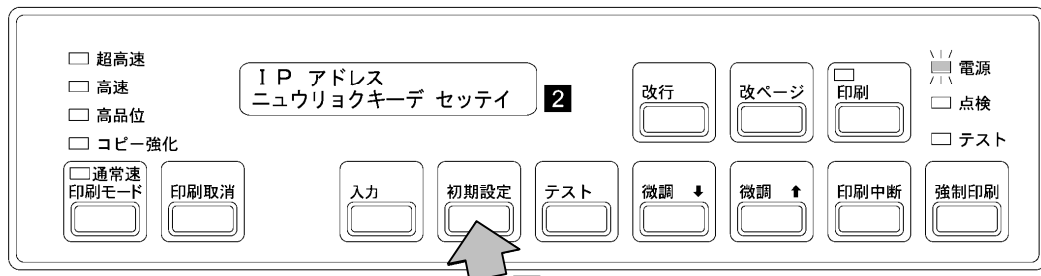 超高速
高速
高品位
コピー強化
通常速
印刷モード
印刷取消
IP アドレス
ニュウリョクキーデ セッテイ
2
入力
初期設定
テスト
改行
改ページ
印刷
微調 ⬇
微調 ⬆
印刷中断
強制印刷
電源
点検
テスト